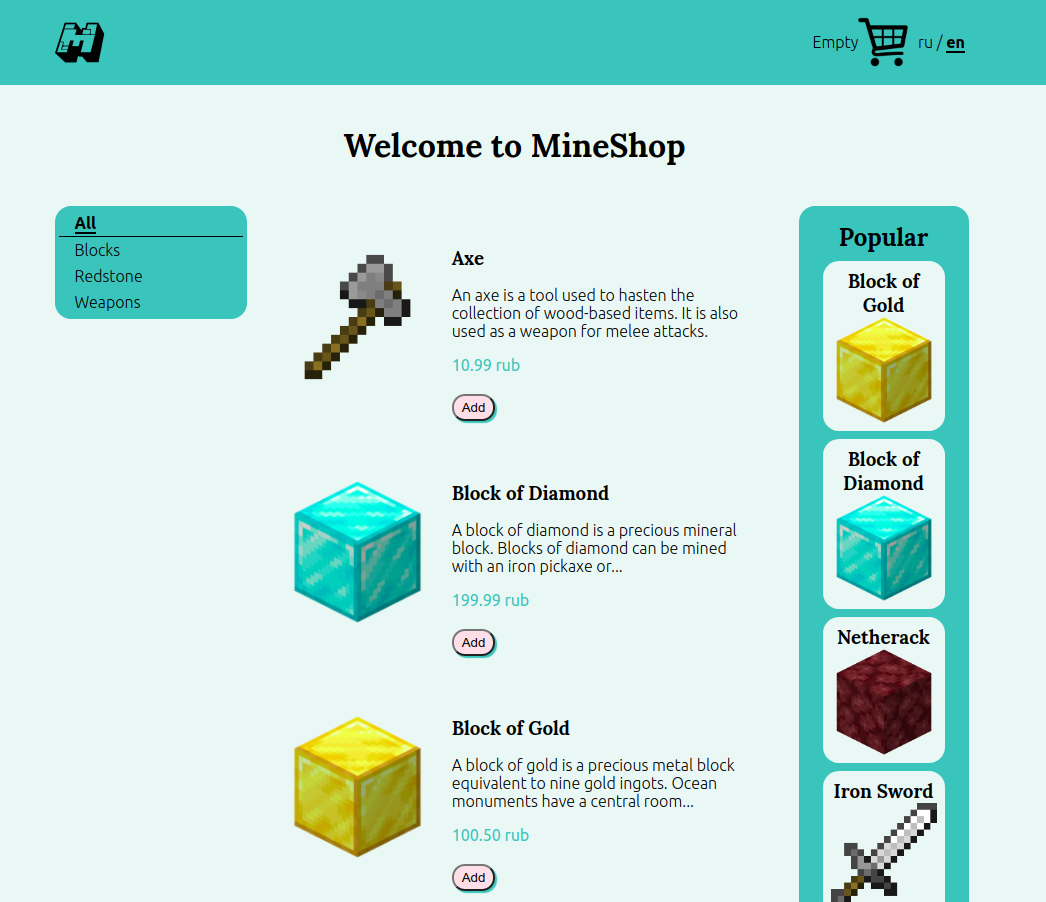 Empty
ru / en
Welcome to MineShop
All
Blocks
Redstone
Weapons
Axe
An axe is a tool used to hasten the
collection of wood-based items. It is also
used as a weapon for melee attacks.
10.99 rub
Add
Block of Diamond
A block of diamond is a precious mineral
block. Blocks of diamond can be mined
with an iron pickaxe or...
199.99 rub
Add
Block of Gold
A block of gold is a precious metal block
equivalent to nine gold ingots. Ocean
monuments have a central room...
100.50 rub
Add
Popular
Block of
Gold
Block of
Diamond
Netherack
Iron Sword